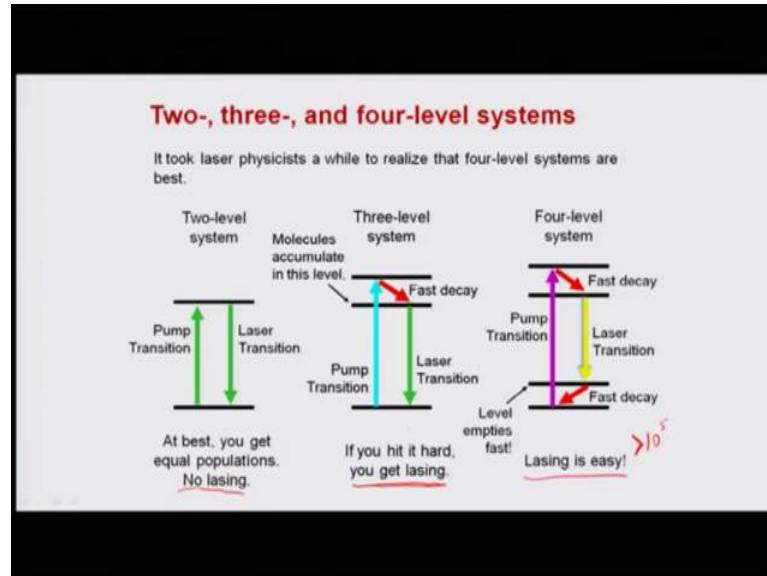 Two-, three-, and four-level systems
It took laser physicists a while to realize that four-level systems are
best.
Two-level
system
Three-level
system
Four-level
system
Molecules
accumulate
in this level.
Fast decay
Fast decay
Pump
Transition
Laser
Transition
Pump
Transition
Laser
Transition
Pump
Transition
Laser
Transition
Level
empties
fast!
Fast decay
At best, you get
equal populations.
No lasing.
If you hit it hard,
you get lasing.
Lasing is easy!
>10⁵